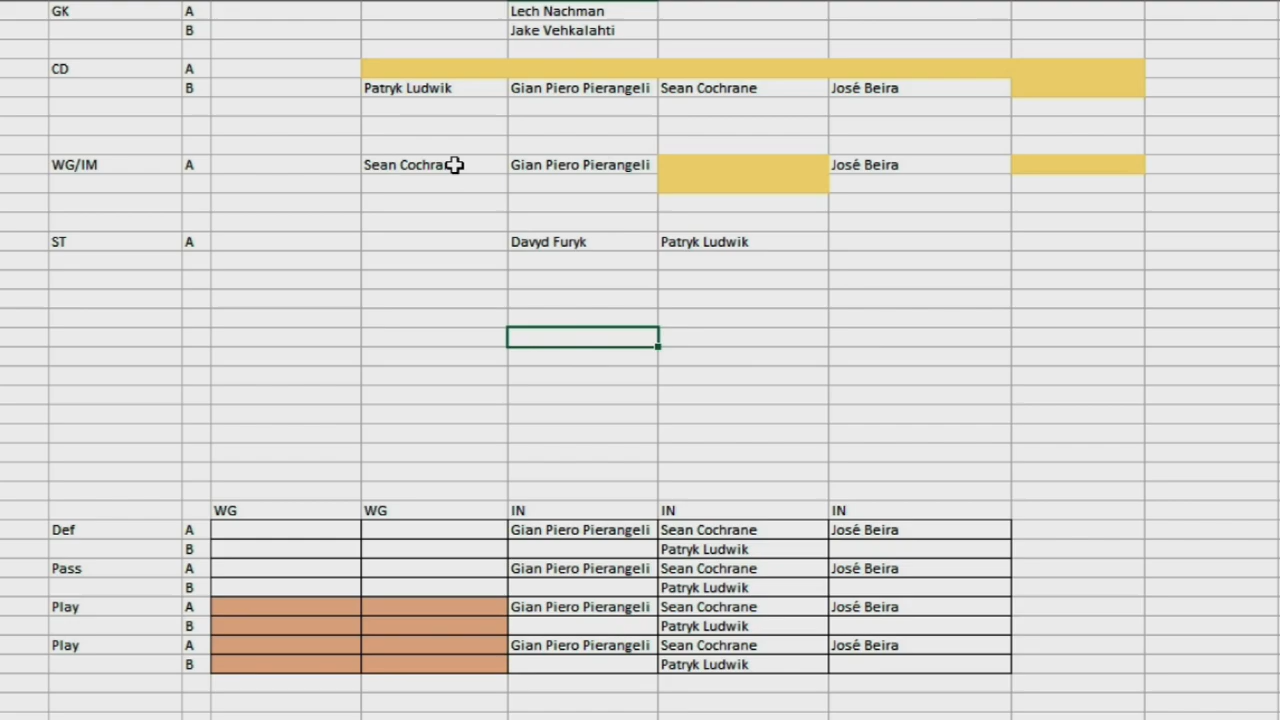 GK A Lech Nachman
B Jake Vehkalahti
CD A
B Patryk Ludwik Gian Piero Pierangeli Sean Cochrane José Beira
WG/IM A Sean Cochra Gian Piero Pierangeli José Beira
ST A Davyd Furyk Patryk Ludwik
WG WG IN IN IN
Def A Gian Piero Pierangeli Sean Cochrane José Beira
B Patryk Ludwik
Pass A Gian Piero Pierangeli Sean Cochrane José Beira
B Patryk Ludwik
Play A Gian Piero Pierangeli Sean Cochrane José Beira
B Patryk Ludwik
Play A Gian Piero Pierangeli Sean Cochrane José Beira
B Patryk Ludwik